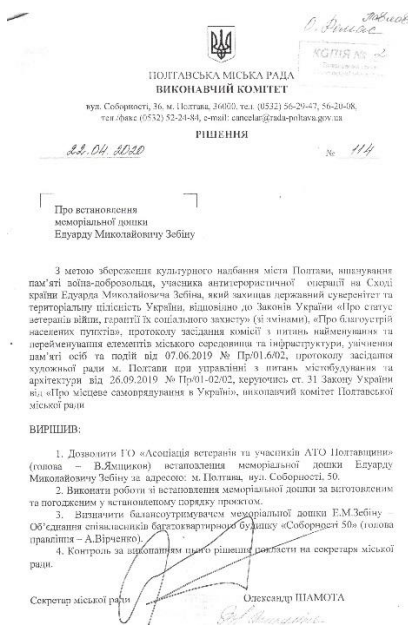 КОПІЯ №
ПОЛТАВСЬКА МІСЬКА РАДА
ВИКОНАВЧИЙ КОМІТЕТ
вул. Соборності, 36, м. Полтава, 36000, тел. (0532) 56-29-47, 56-20-08,
тел./факс (0532) 52-24-84, e-mail: cancelar@rada-poltava.gov.ua
РІШЕННЯ
22.04.2020 № 114
Про встановлення
меморіальної дошки
Едуарду Миколайовичу Зебіну
З метою збереження культурного надбання міста Полтави, вшанування
пам'яті воїна-добровольця, учасника антитерористичної операції на Сході
країни Едуарда Миколайовича Зебіна, який захищав державний суверенітет та
територіальну цілісність України, відповідно до Законів України «Про статус
ветеранів війни, гарантії їх соціального захисту» (зі змінами), «Про благоустрій
населених пунктів», протоколу засідання комісії з питань найменування та
перейменування елементів міського середовища та інфраструктури, увічнення
пам'яті осіб та подій від 07.06.2019 № Пр/01.6/02, протоколу засідання
художньої ради м. Полтава при управлінні з питань містобудування та
архітектури від 26.09.2019 № Пр/01-02/02, керуючись ст. 31 Закону України
від «Про місцеве самоврядування в Україні», виконавчий комітет Полтавської
міської ради
ВИРІШИВ:
1. Дозволити ГО «Асоціація ветеранів та учасників АТО Полтавщини»
(голова – В.Ямщиков) встановлення меморіальної дошки Едуарду
Миколайовичу Зебіну за адресою: м. Полтава, вул. Соборності, 50.
2. Виконати роботи зі встановлення меморіальної дошки за виготовленим
та погодженим у встановленому порядку проєктом.
3. Визначити балансоутримувачем меморіальної дошки Е.М.Зебіну –
Об'єднання співвласників багатоквартирного будинку «Соборності 50» (голова
правління – А.Вірченко).
4. Контроль за виконанням цього рішення покласти на секретаря міської
ради.
Секретар міської ради Олександр ШАМОТА